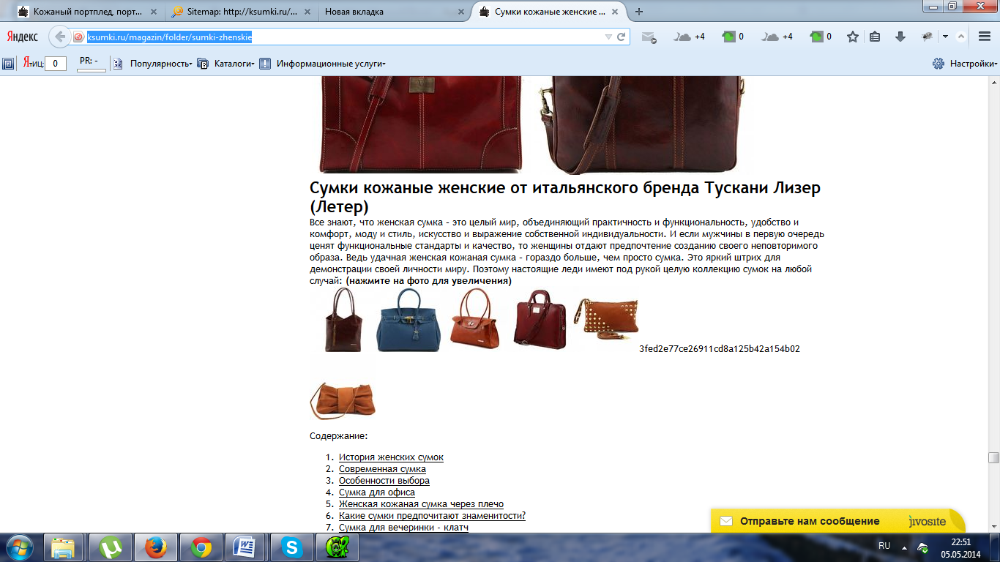 Кожаный портплед, порт...
Sitemap: http://ksumki.ru/...
Новая вкладка
Сумки кожаные женские ...
Яндекс
ksumki.ru/magazin/folder/sumki-zhenskie
+4
0
+4
0
Я тиц: 0
PR: -
Популярность
Каталоги
Информационные услуги
Настройки
Сумки кожаные женские от итальянского бренда Тускани Лизер
(Летер)
Все знают, что женская сумка - это целый мир, объединяющий практичность и функциональность, удобство и
комфорт, моду и стиль, искусство и выражение собственной индивидуальности. И если мужчины в первую очередь
ценят функциональные стандарты и качество, то женщины отдают предпочтение созданию своего неповторимого
образа. Ведь удачная женская кожаная сумка - гораздо больше, чем просто сумка. Это яркий штрих для
демонстрации своей личности миру. Поэтому настоящие леди имеют под рукой целую коллекцию сумок на любой
случай: (нажмите на фото для увеличения)
3fed2e77ce26911cd8a125b42a154b02
Содержание:
1. История женских сумок
2. Современная сумка
3. Особенности выбора
4. Сумка для офиса
5. Женская кожаная сумка через плечо
6. Какие сумки предпочитают знаменитости?
7. Сумка для вечеринки - клатч
Отправьте нам сообщение
jivosite
RU
22:51
05.05.2014